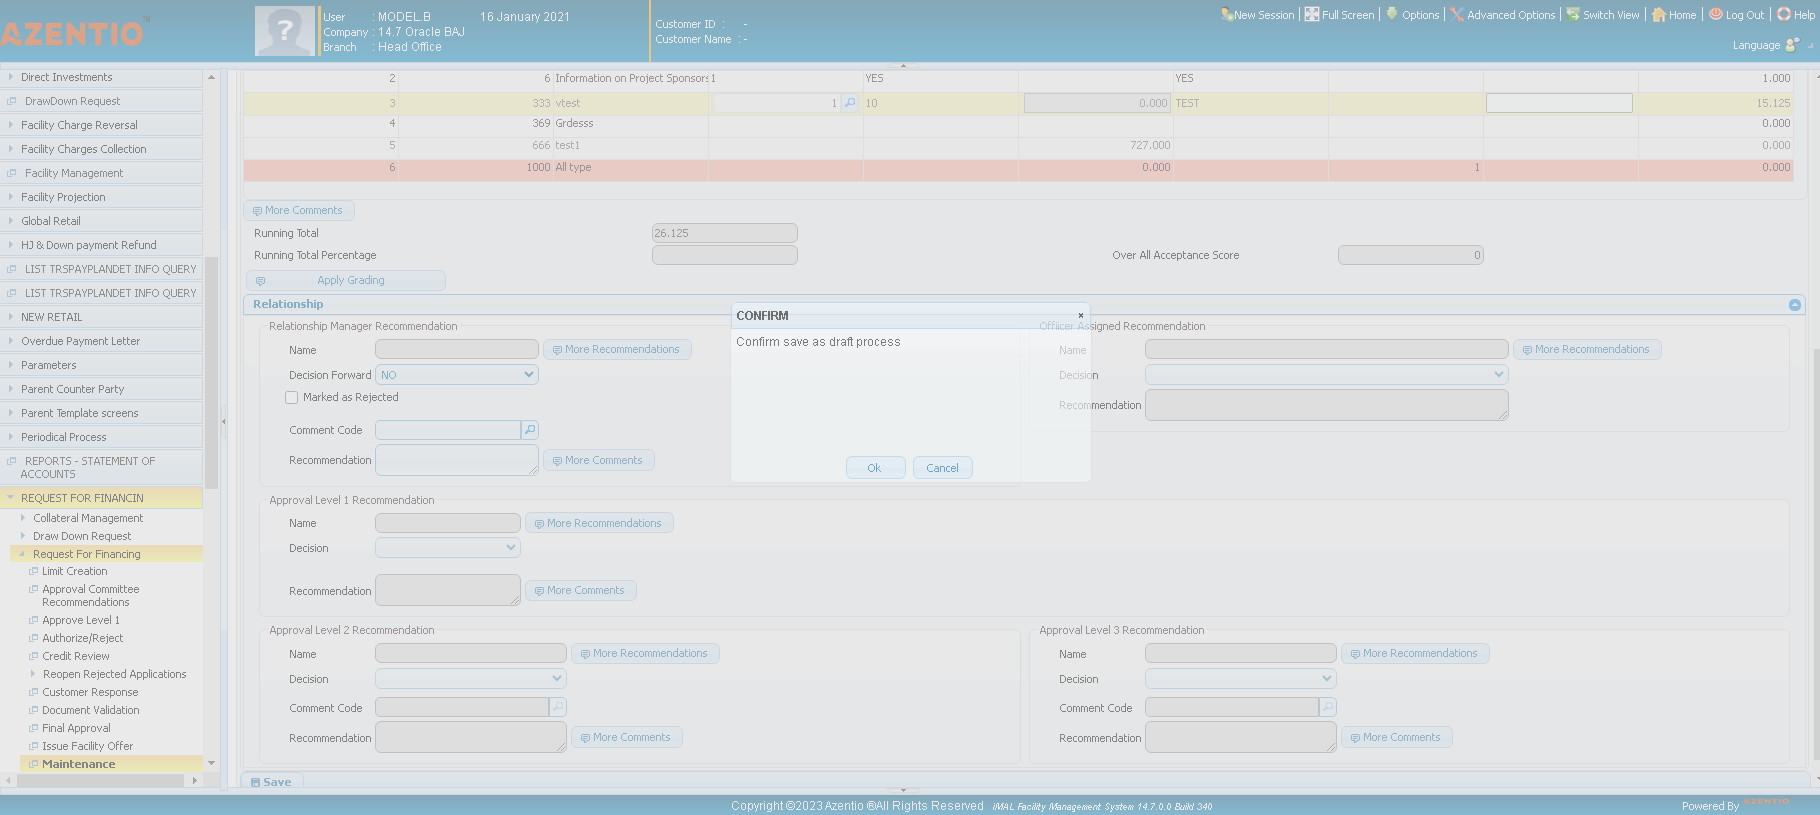 AZENTIO™
User : MODEL.B 16 January 2021
Company : 14.7 Oracle BAJ
Branch : Head Office
Customer ID : -
Customer Name : -
New Session Full Screen Options Advanced Options Switch View Home Log Out Help
Language
Direct Investments
DrawDown Request
Facility Charge Reversal
Facility Charges Collection
Facility Management
Facility Projection
Global Retail
HJ & Down payment Refund
LIST TRSPAYPLANDET INFO QUERY
LIST TRSPAYPLANDET INFO QUERY
NEW RETAIL
Overdue Payment Letter
Parameters
Parent Counter Party
Parent Template screens
Periodical Process
REPORTS - STATEMENT OF
ACCOUNTS
REQUEST FOR FINANCIN
Collateral Management
Draw Down Request
Request For Financing
Limit Creation
Approval Committee
Recommendations
Approve Level 1
Authorize/Reject
Credit Review
Reopen Rejected Applications
Customer Response
Document Validation
Final Approval
Issue Facility Offer
Maintenance
2 6 Information on Project Sponsors 1 YES YES 1.000
3 333 vtest 1 10 0.000 TEST 15.125
4 369 Grdesss 0.000
5 666 test1 727.000 0.000
6 1000 All type 0.000 1 0.000
More Comments
Running Total 26.125
Running Total Percentage Over All Acceptance Score 0
Apply Grading
Relationship
Relationship Manager Recommendation
Name More Recommendations
Decision Forward NO
Marked as Rejected
Comment Code
Recommendation More Comments
Officer Assigned Recommendation
Name More Recommendations
Decision
Recommendation
CONFIRM ×
Confirm save as draft process
Ok Cancel
Approval Level 1 Recommendation
Name More Recommendations
Decision
Recommendation More Comments
Approval Level 2 Recommendation
Name More Recommendations
Decision
Comment Code
Recommendation More Comments
Approval Level 3 Recommendation
Name More Recommendations
Decision
Comment Code
Recommendation More Comments
Save
Copyright ©2023 Azentio ®All Rights Reserved iMAL Facility Management System 14.7.0.0 Build 340
Powered By AZENTIO